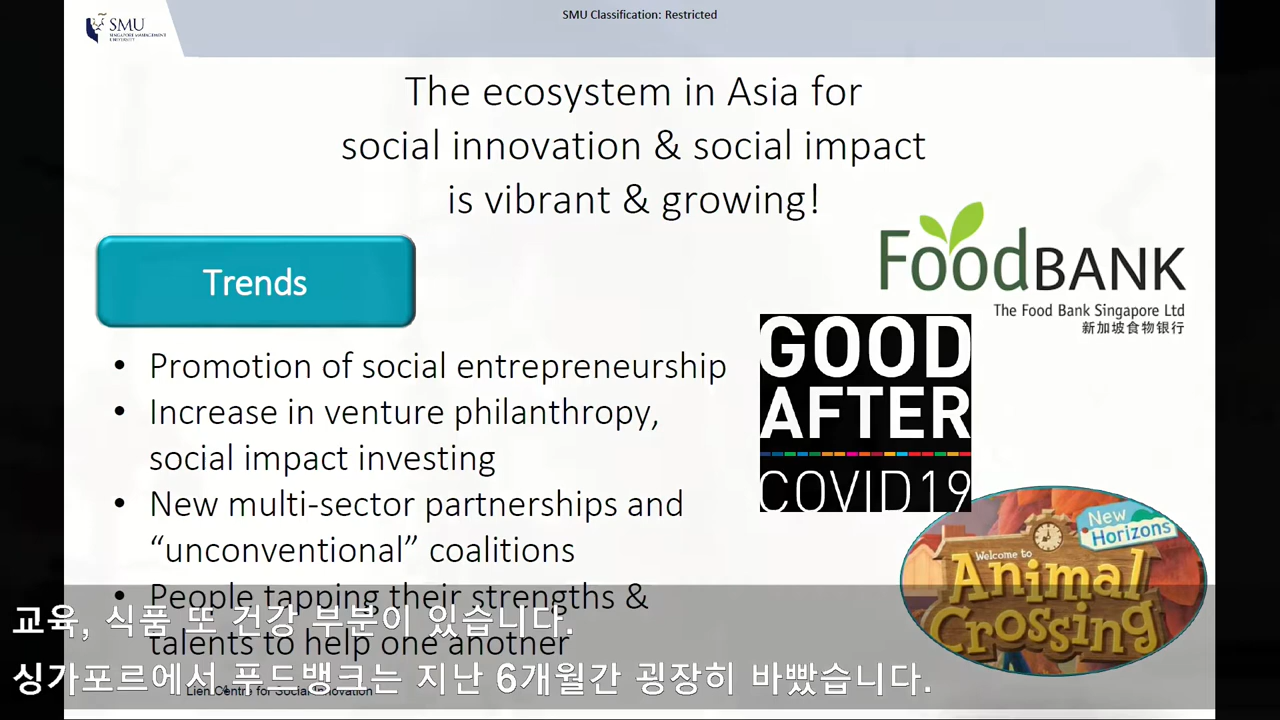 SMU Classification: Restricted
SMU
SINGAPORE MANAGEMENT
UNIVERSITY
The ecosystem in Asia for
social innovation & social impact
is vibrant & growing!
Trends
• Promotion of social entrepreneurship
• Increase in venture philanthropy,
social impact investing
• New multi-sector partnerships and
“unconventional” coalitions
• People tapping their strengths &
talents to help one another
FoodBANK
The Food Bank Singapore Ltd
新加坡食物银行
GOOD
AFTER
COVID19
New
Horizons
Welcome to
Animal
Crossing
교육, 식품 또 건강 부분이 있습니다.
싱가포르에서 푸드뱅크는 지난 6개월간 굉장히 바빴습니다.
Lien Centre for Social Innovation